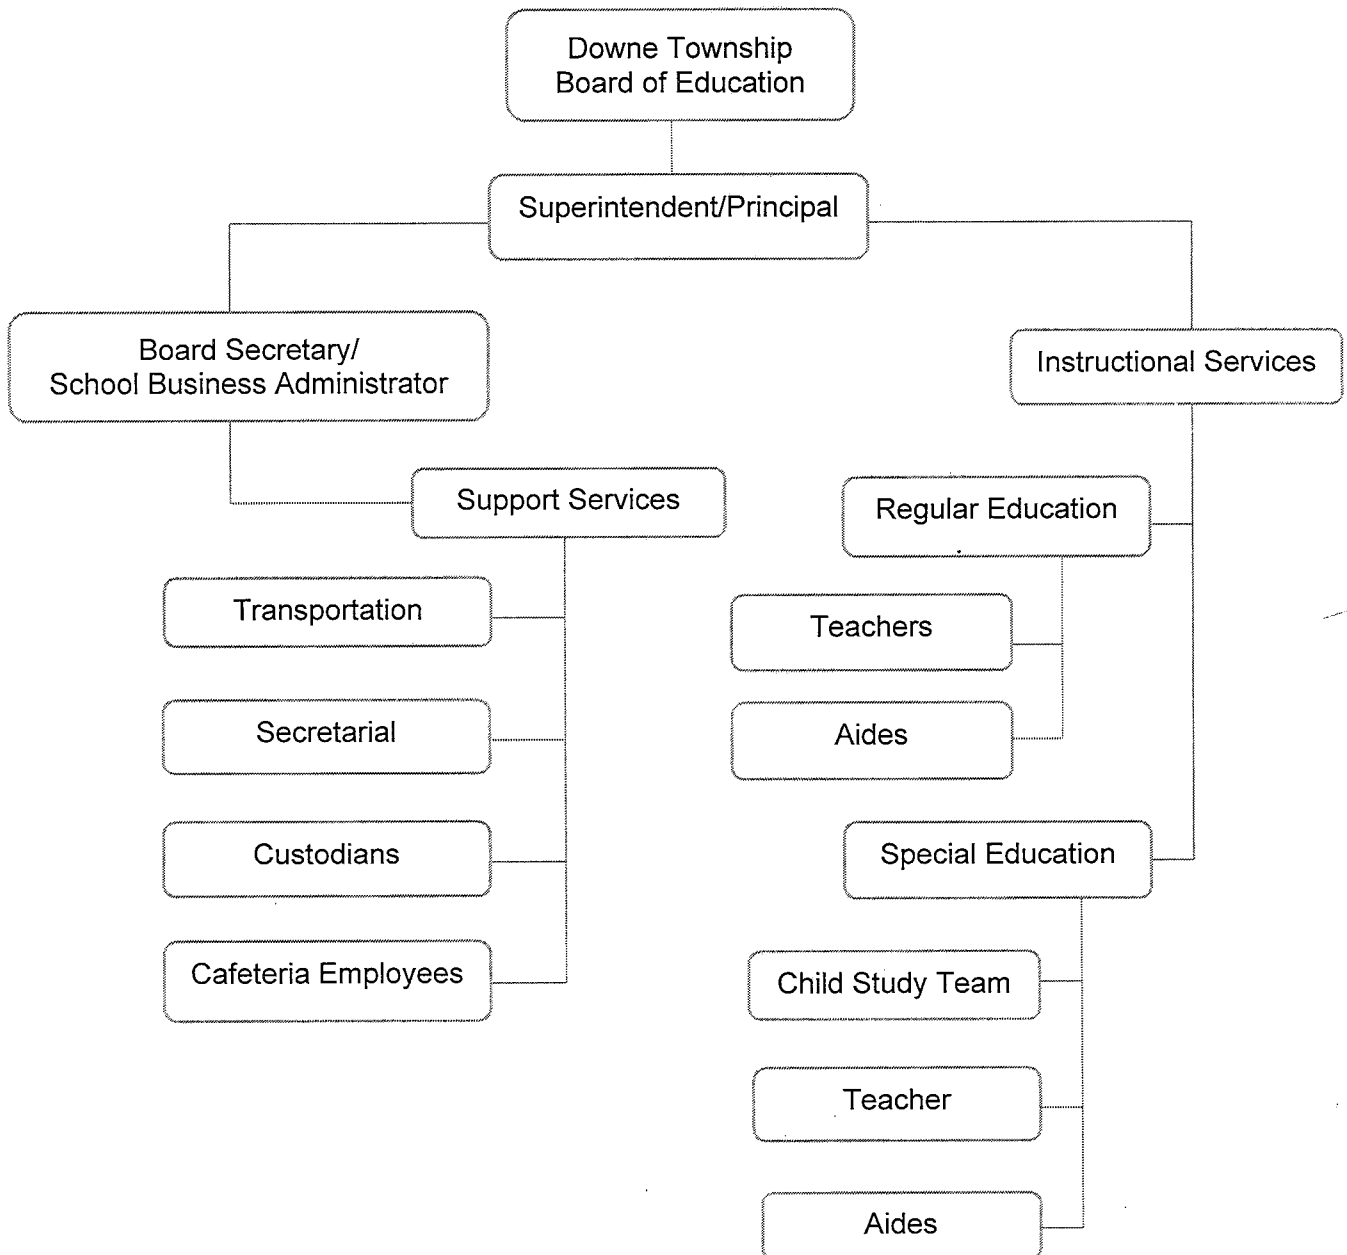 Downe Township
Board of Education
Superintendent/Principal
Board Secretary/
School Business Administrator
Instructional Services
Support Services
Regular Education
Transportation
Teachers
Secretarial
Aides
Custodians
Special Education
Cafeteria Employees
Child Study Team
Teacher
Aides